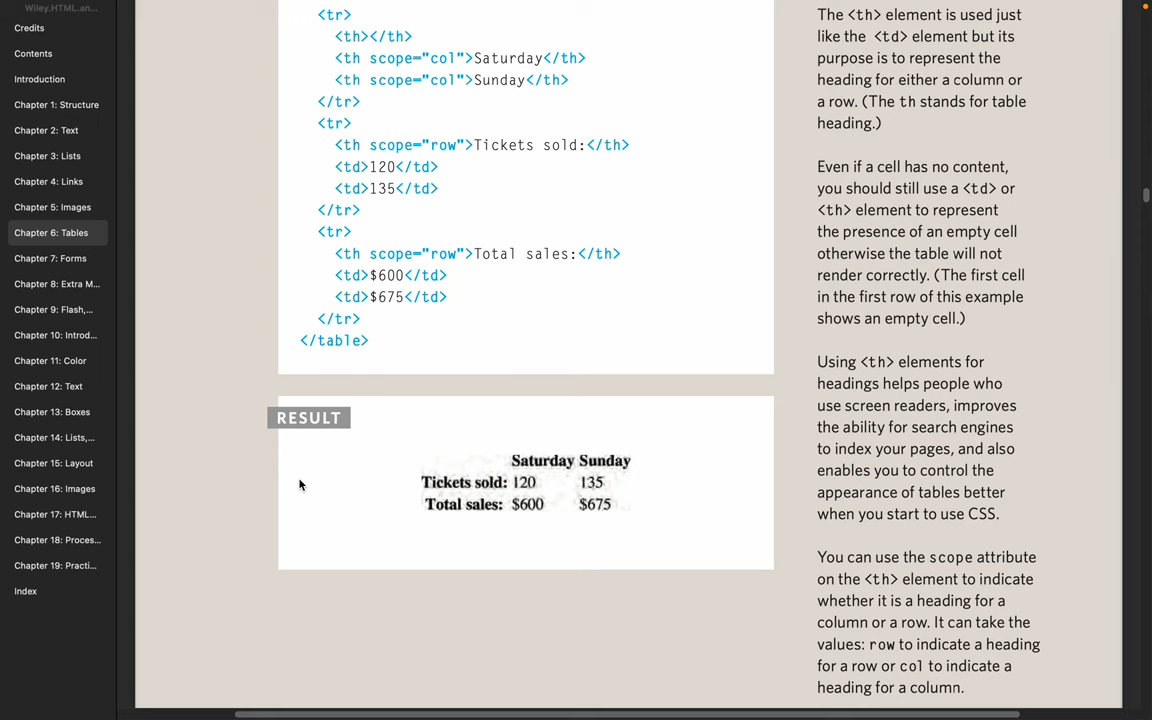 Wiley.HTML.an...
Credits
Contents
Introduction
Chapter 1: Structure
Chapter 2: Text
Chapter 3: Lists
Chapter 4: Links
Chapter 5: Images
Chapter 6: Tables
Chapter 7: Forms
Chapter 8: Extra M...
Chapter 9: Flash,...
Chapter 10: Introd...
Chapter 11: Color
Chapter 12: Text
Chapter 13: Boxes
Chapter 14: Lists,...
Chapter 15: Layout
Chapter 16: Images
Chapter 17: HTML...
Chapter 18: Proces...
Chapter 19: Practi...
Index
<tr>
<th></th>
<th scope="col">Saturday</th>
<th scope="col">Sunday</th>
</tr>
<tr>
<th scope="row">Tickets sold:</th>
<td>120</td>
<td>135</td>
</tr>
<tr>
<th scope="row">Total sales:</th>
<td>$600</td>
<td>$675</td>
</tr>
</table>
RESULT
Saturday Sunday
Tickets sold: 120 135
Total sales: $600 $675
The <th> element is used just
like the <td> element but its
purpose is to represent the
heading for either a column or
a row. (The th stands for table
heading.)
Even if a cell has no content,
you should still use a <td> or
<th> element to represent
the presence of an empty cell
otherwise the table will not
render correctly. (The first cell
in the first row of this example
shows an empty cell.)
Using <th> elements for
headings helps people who
use screen readers, improves
the ability for search engines
to index your pages, and also
enables you to control the
appearance of tables better
when you start to use CSS.
You can use the scope attribute
on the <th> element to indicate
whether it is a heading for a
column or a row. It can take the
values: row to indicate a heading
for a row or col to indicate a
heading for a column.